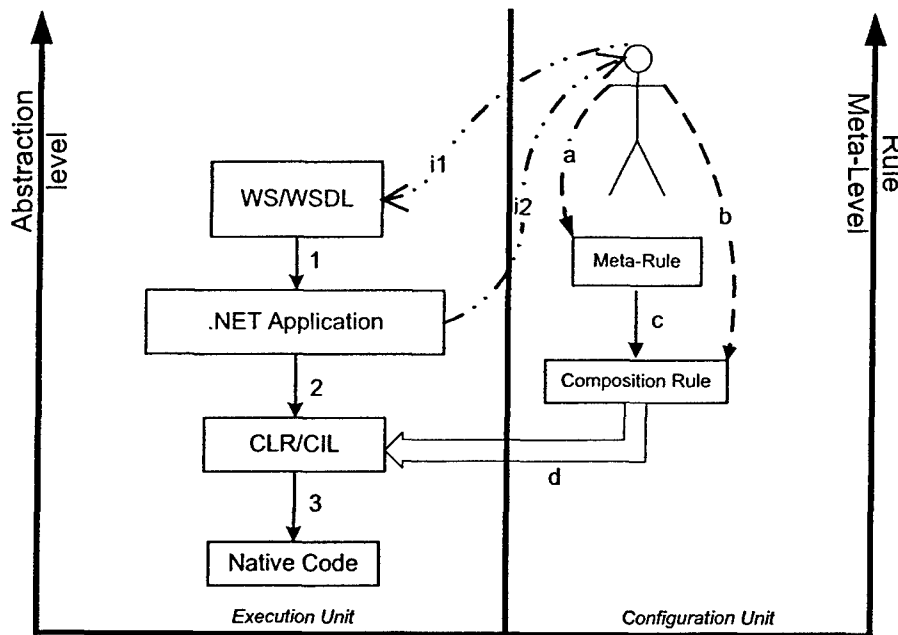 Abstraction
level
Rule
Meta-Level
i1
a
i2
b
WS/WSDL
1
Meta-Rule
.NET Application
c
2
Composition Rule
CLR/CIL
d
3
Native Code
Execution Unit
Configuration Unit